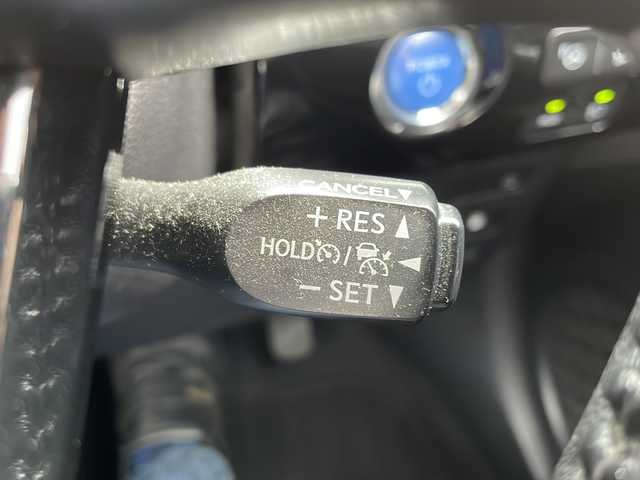 CANCEL▼
+ RES ▲
HOLD / ◀
− SET ▼